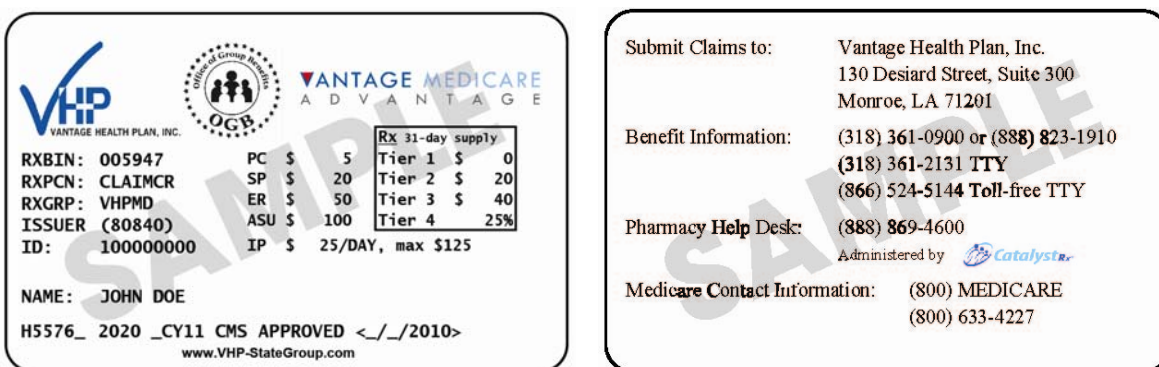 VHP
VANTAGE HEALTH PLAN, INC.
Office of Group Benefits
OGB
VANTAGE MEDICARE
ADVANTAGE
RXBIN: 005947
RXPCN: CLAIMCR
RXGRP: VHPMD
ISSUER (80840)
ID: 100000000
PC $ 5
SP $ 20
ER $ 50
ASU $ 100
IP $ 25/DAY, max $125
Rx 31-day supply
Tier 1 $ 0
Tier 2 $ 20
Tier 3 $ 40
Tier 4 25%
NAME: JOHN DOE
H5576_ 2020 _CY11 CMS APPROVED <_/_/2010>
www.VHP-StateGroup.com
SAMPLE
Submit Claims to: Vantage Health Plan, Inc.
130 Desiard Street, Suite 300
Monroe, LA 71201
Benefit Information: (318) 361-0900 or (888) 823-1910
(318) 361-2131 TTY
(866) 524-5144 Toll-free TTY
Pharmacy Help Desk: (888) 869-4600
Administered by CatalystRx
Medicare Contact Information: (800) MEDICARE
(800) 633-4227
SAMPLE